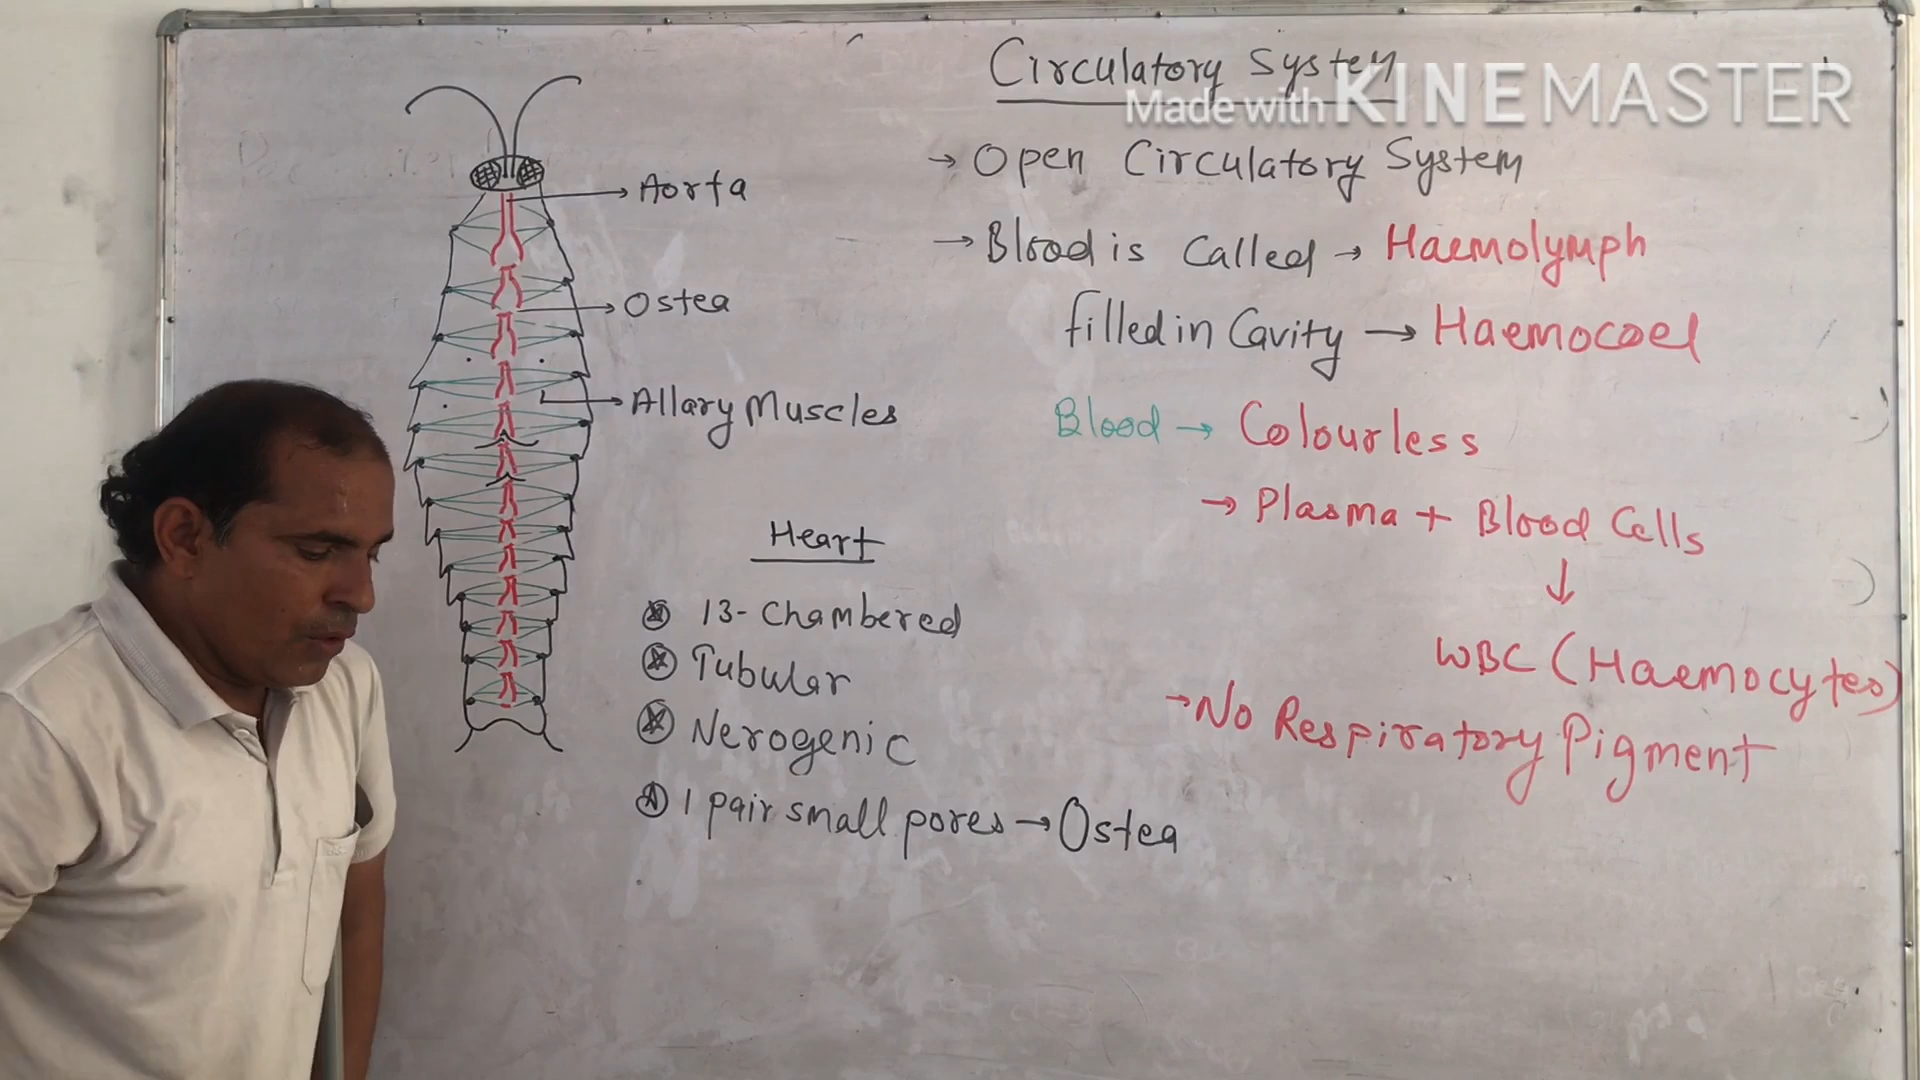 Circulatory System
Made with KINEMASTER
→ Open Circulatory System
→ Blood is Called → Haemolymph
filled in Cavity → Haemocoel
Blood → Colourless
→ Plasma + Blood Cells
↓
WBC (Haemocytes)
→ No Respiratory Pigment
Aorta
Ostea
Allary Muscles
Heart
13- Chambered
Tubular
Nerogenic
1 pair small pores → Ostea